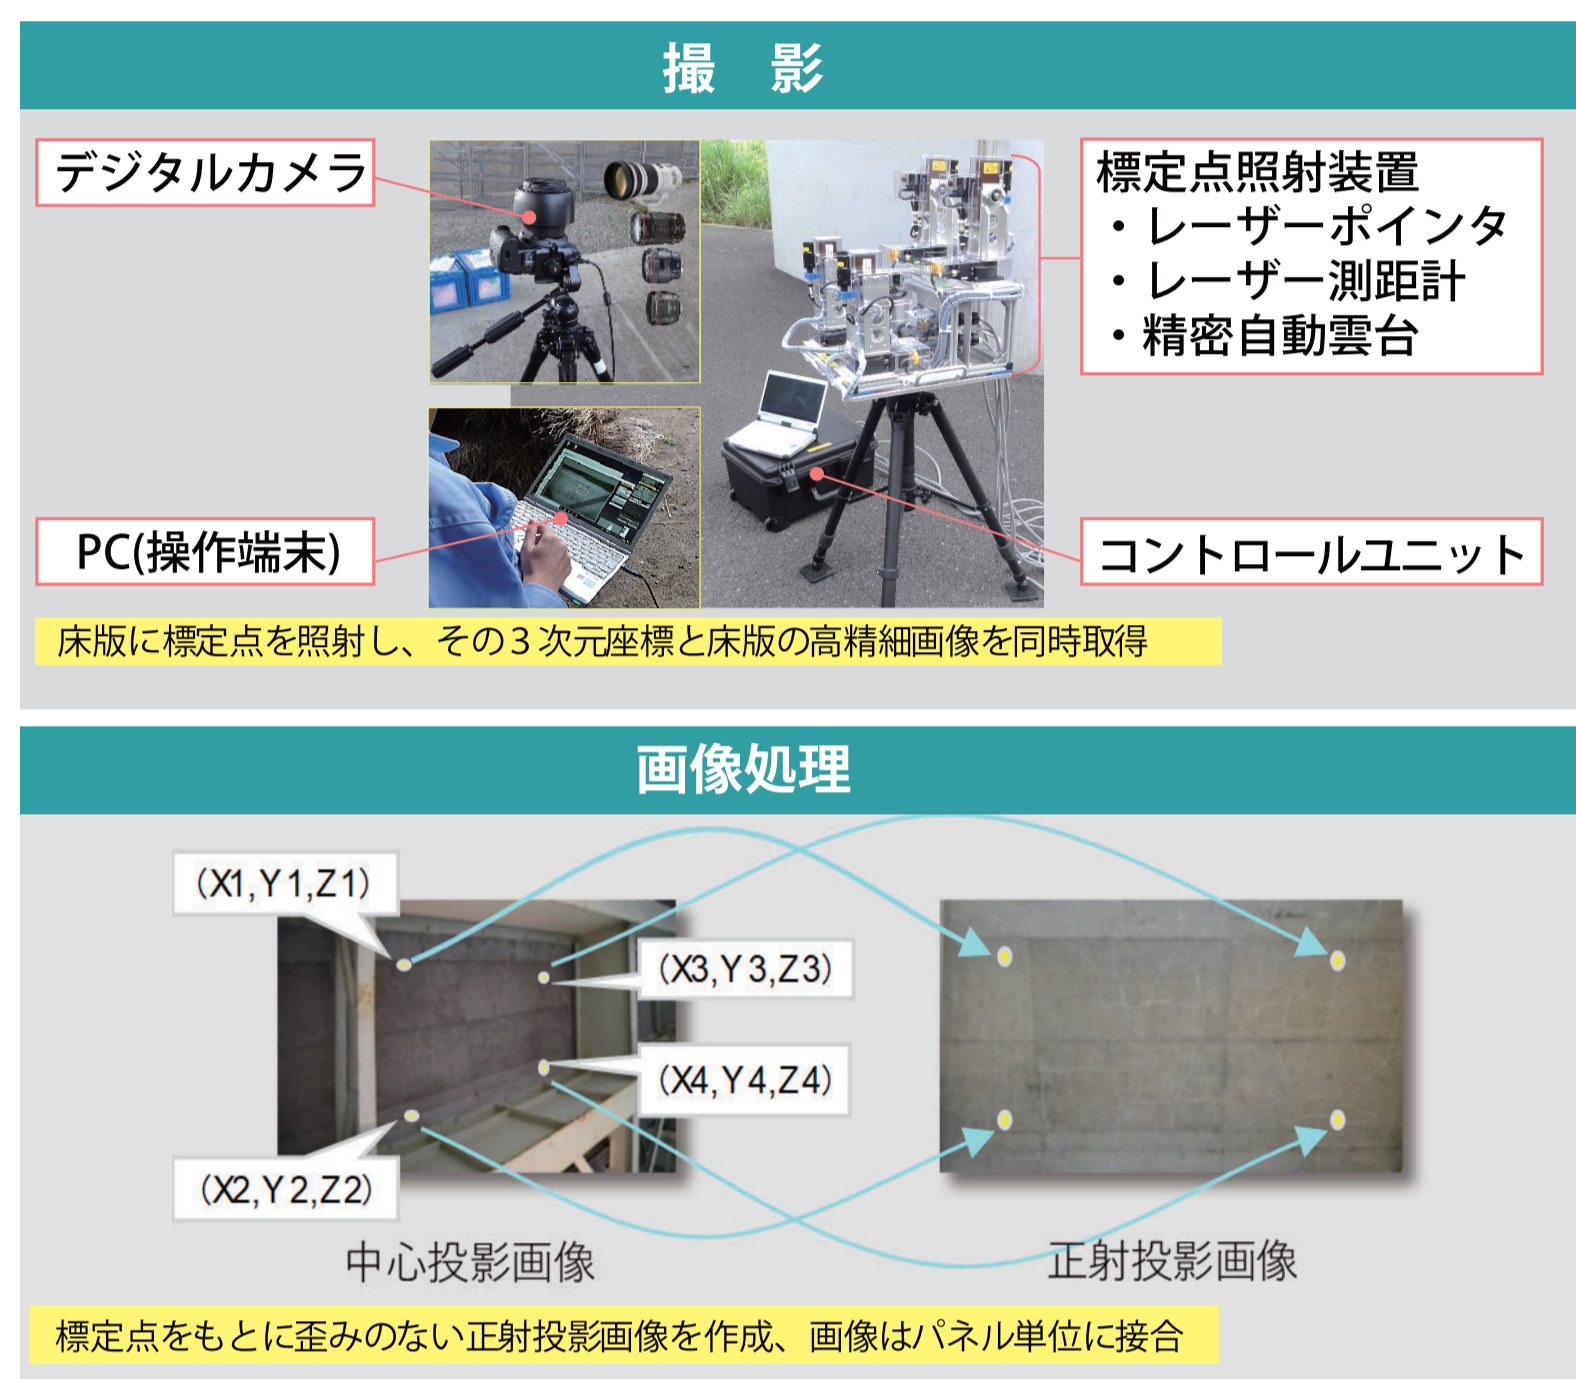 撮　影
デジタルカメラ
標定点照射装置
・レーザーポインタ
・レーザー測距計
・精密自動雲台
PC(操作端末)
コントロールユニット
床版に標定点を照射し、その３次元座標と床版の高精細画像を同時取得
画像処理
(X1,Y1,Z1)
(X3,Y3,Z3)
(X4,Y4,Z4)
(X2,Y2,Z2)
中心投影画像
正射投影画像
標定点をもとに歪みのない正射投影画像を作成、画像はパネル単位に接合